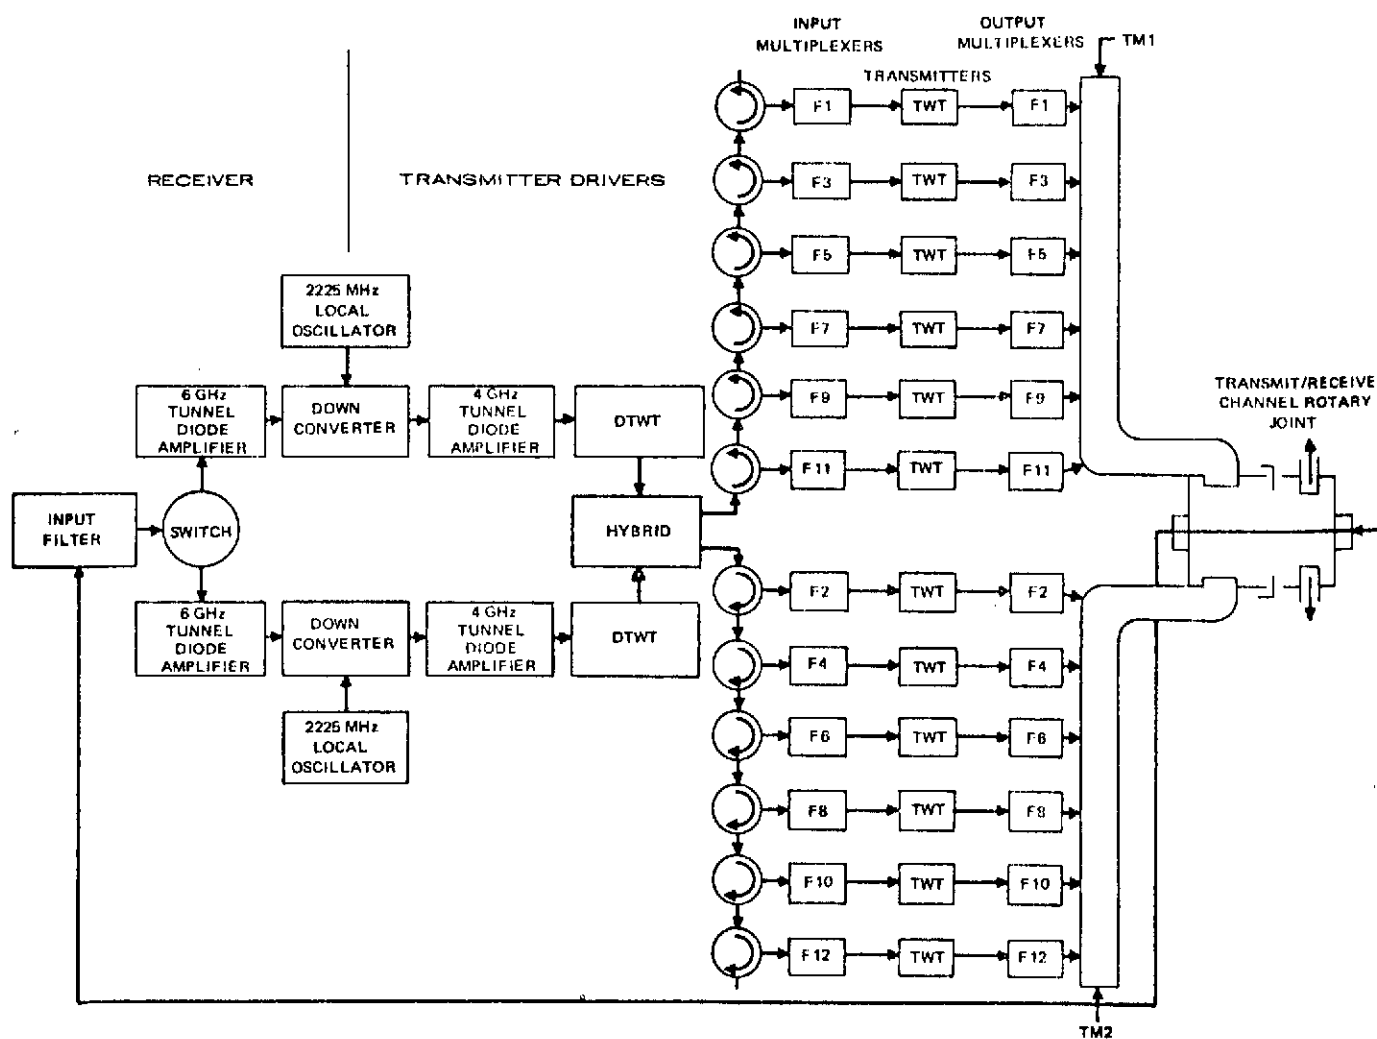 INPUT
MULTIPLEXERS
OUTPUT
MULTIPLEXERS
TM1
TRANSMITTERS
F1
TWT
F1
RECEIVER
TRANSMITTER DRIVERS
F3
TWT
F3
F5
TWT
F5
2225 MHz
LOCAL
OSCILLATOR
F7
TWT
F7
6 GHz
TUNNEL
DIODE
AMPLIFIER
DOWN
CONVERTER
4 GHz
TUNNEL
DIODE
AMPLIFIER
DTWT
F9
TWT
F9
TRANSMIT/RECEIVE
CHANNEL ROTARY
JOINT
F11
TWT
F11
INPUT
FILTER
SWITCH
HYBRID
F2
TWT
F2
6 GHz
TUNNEL
DIODE
AMPLIFIER
DOWN
CONVERTER
4 GHz
TUNNEL
DIODE
AMPLIFIER
DTWT
F4
TWT
F4
2225 MHz
LOCAL
OSCILLATOR
F6
TWT
F6
F8
TWT
F8
F10
TWT
F10
F12
TWT
F12
TM2